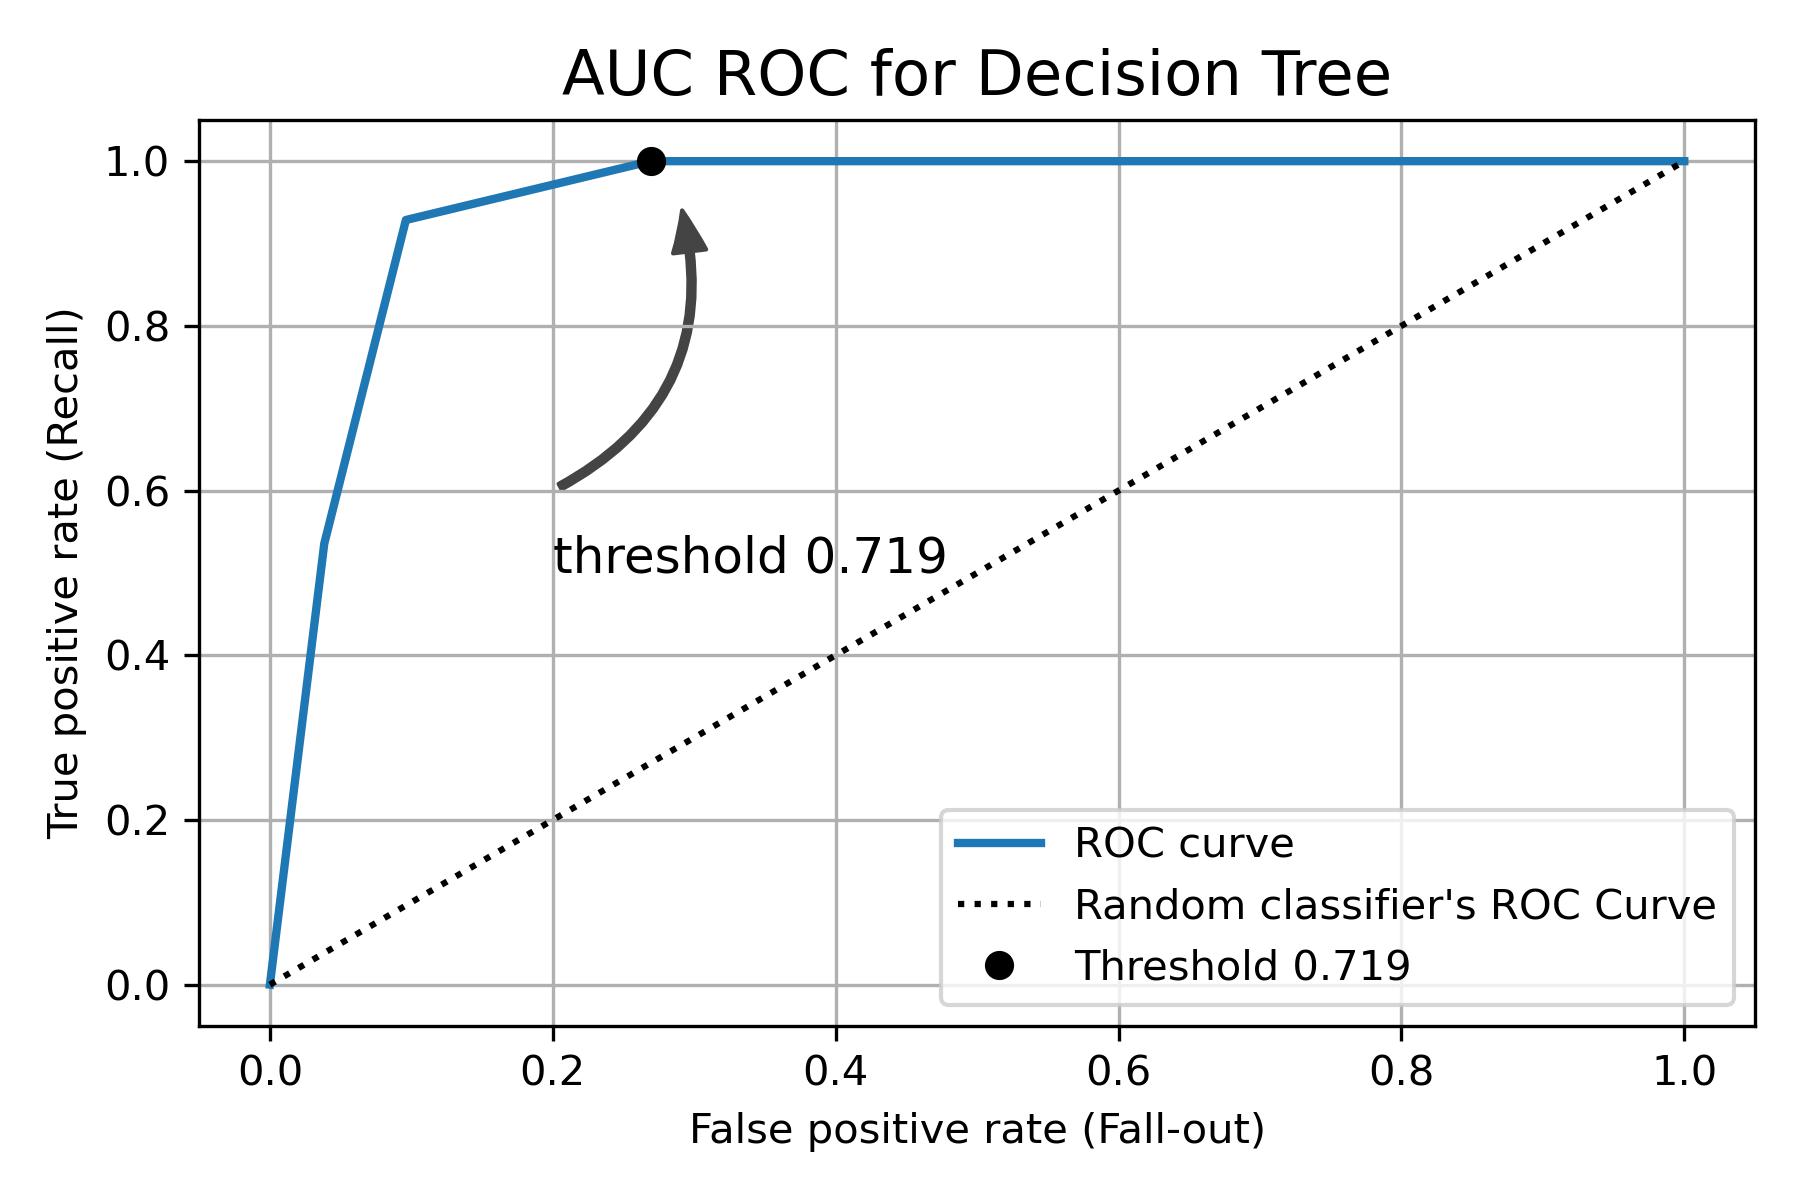 AUC ROC for Decision Tree
True positive rate (Recall)
1.0
0.8
0.6
0.4
0.2
0.0
threshold 0.719
ROC curve
Random classifier's ROC Curve
Threshold 0.719
0.0 0.2 0.4 0.6 0.8 1.0
False positive rate (Fall-out)